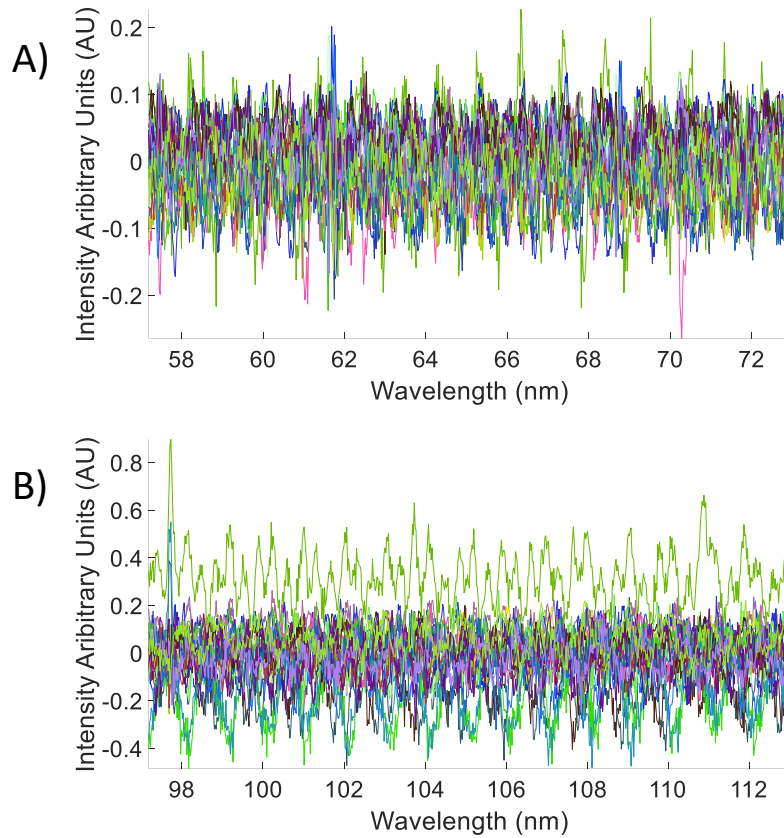 A)
Intensity Aribitrary Units (AU)
0.2
0.1
0
-0.1
-0.2
58 60 62 64 66 68 70 72
Wavelength (nm)
B)
Intensity Aribitrary Units (AU)
0.8
0.6
0.4
0.2
0
-0.2
-0.4
98 100 102 104 106 108 110 112
Wavelength (nm)